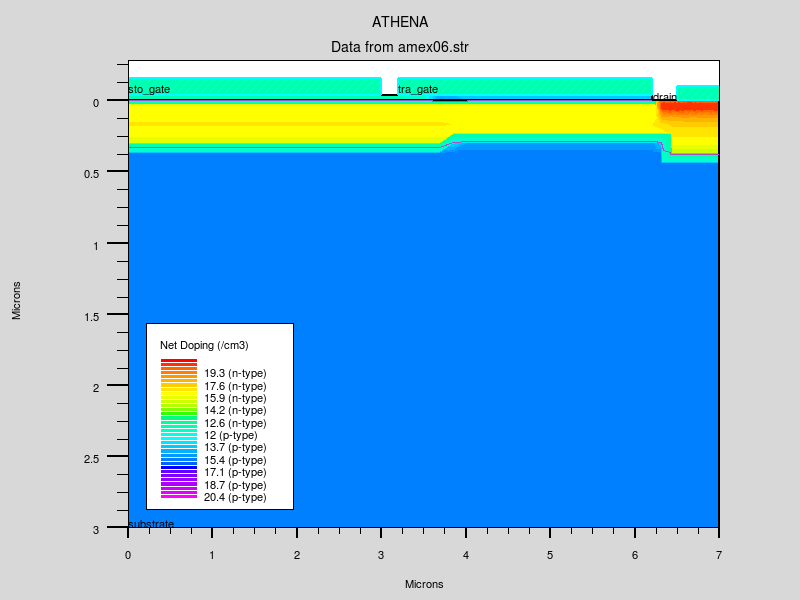 ATHENA
Data from amex06.str
sto_gate
tra_gate
drain
0
0.5
1
1.5
2
2.5
3
Microns
Net Doping (/cm3)
19.3 (n-type)
17.6 (n-type)
15.9 (n-type)
14.2 (n-type)
12.6 (n-type)
12 (p-type)
13.7 (p-type)
15.4 (p-type)
17.1 (p-type)
18.7 (p-type)
20.4 (p-type)
substrate
0 1 2 3 4 5 6 7
Microns